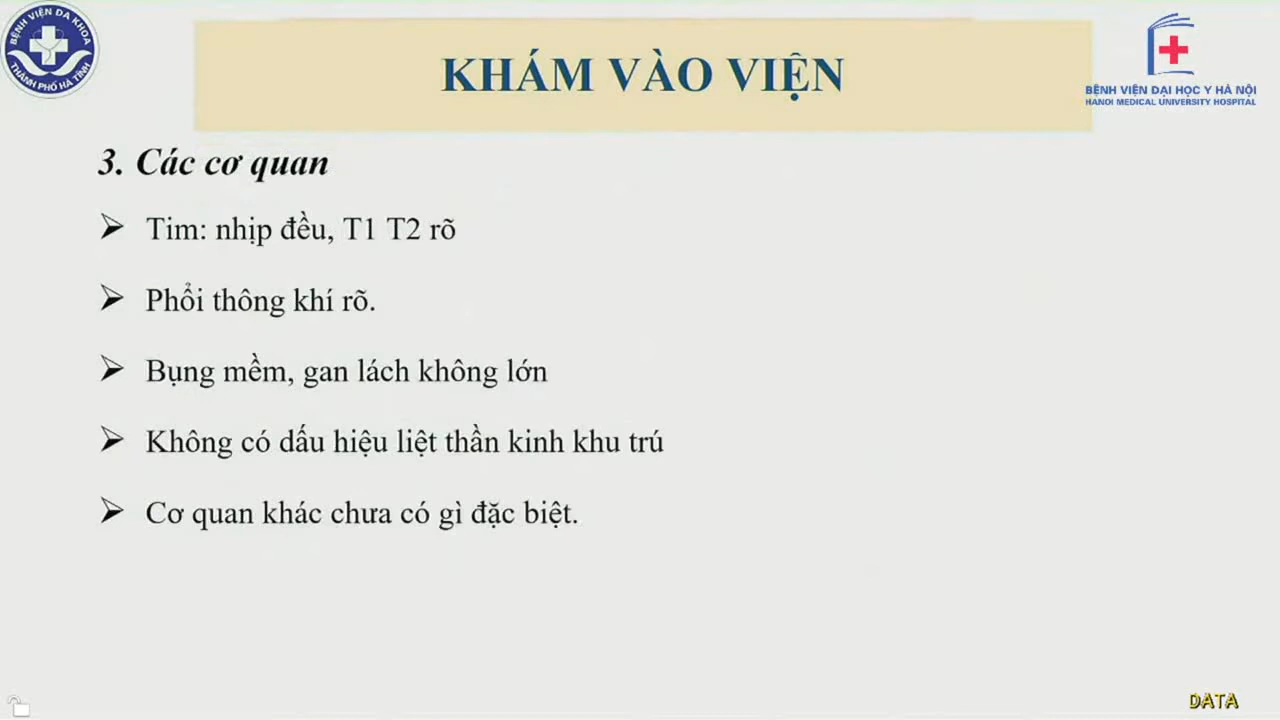 BỆNH VIỆN ĐA KHOA
THÀNH PHỐ HÀ TĨNH
KHÁM VÀO VIỆN
BỆNH VIỆN ĐẠI HỌC Y HÀ NỘI
HANOI MEDICAL UNIVERSITY HOSPITAL
3. Các cơ quan
Tim: nhịp đều, T1 T2 rõ
Phổi thông khí rõ.
Bụng mềm, gan lách không lớn
Không có dấu hiệu liệt thần kinh khu trú
Cơ quan khác chưa có gì đặc biệt.
DATA